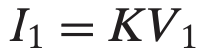 I₁ = KV₁